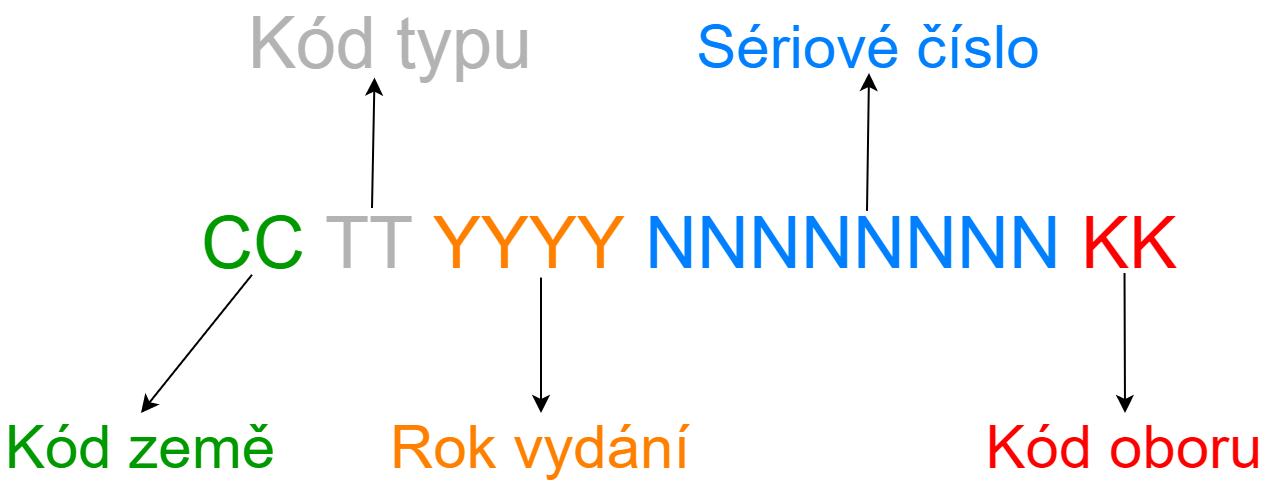 Kód typu Sériové číslo
CC TT YYYY NNNNNNNN KK
Kód země Rok vydání Kód oboru